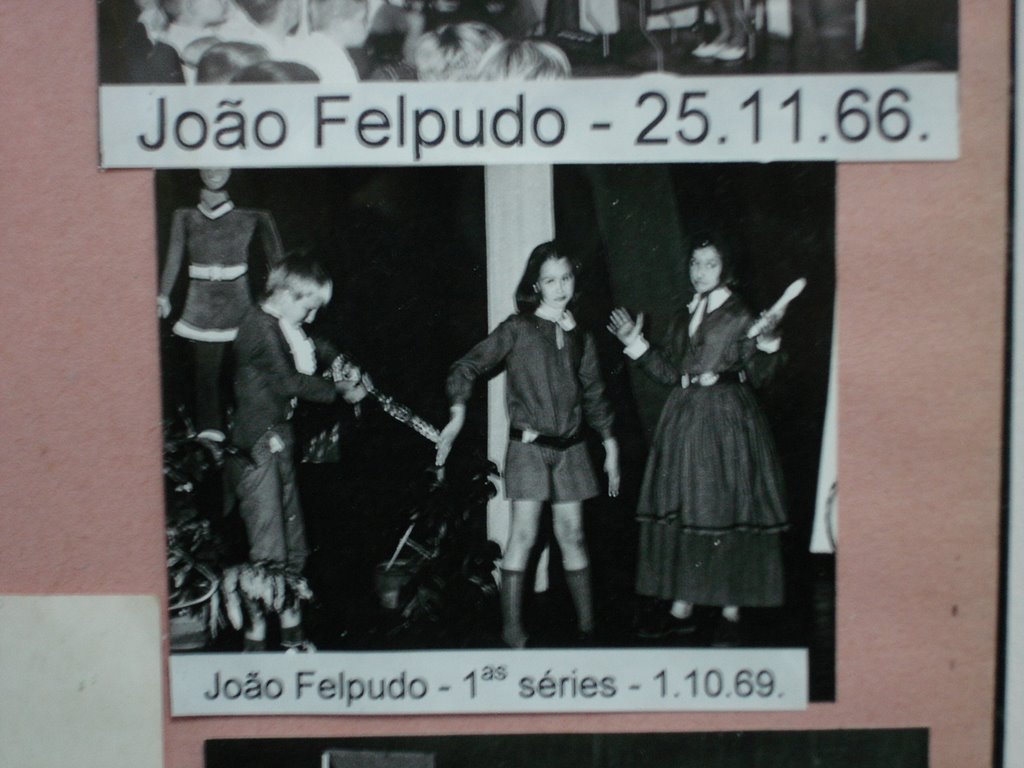 João Felpudo - 25.11.66.
João Felpudo - 1as séries - 1.10.69.